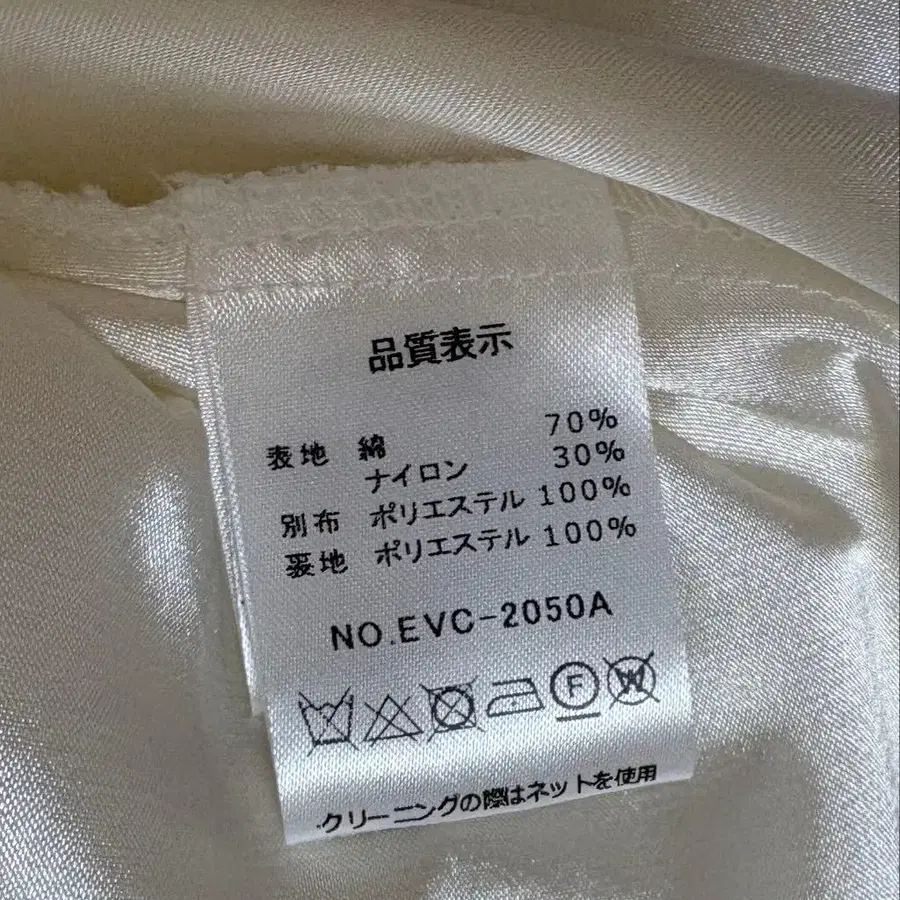 品質表示
表地 綿 70%
ナイロン 30%
別布 ポリエステル 100%
裏地 ポリエステル 100%
NO.EVC-2050A
F W
クリーニングの際はネットを使用